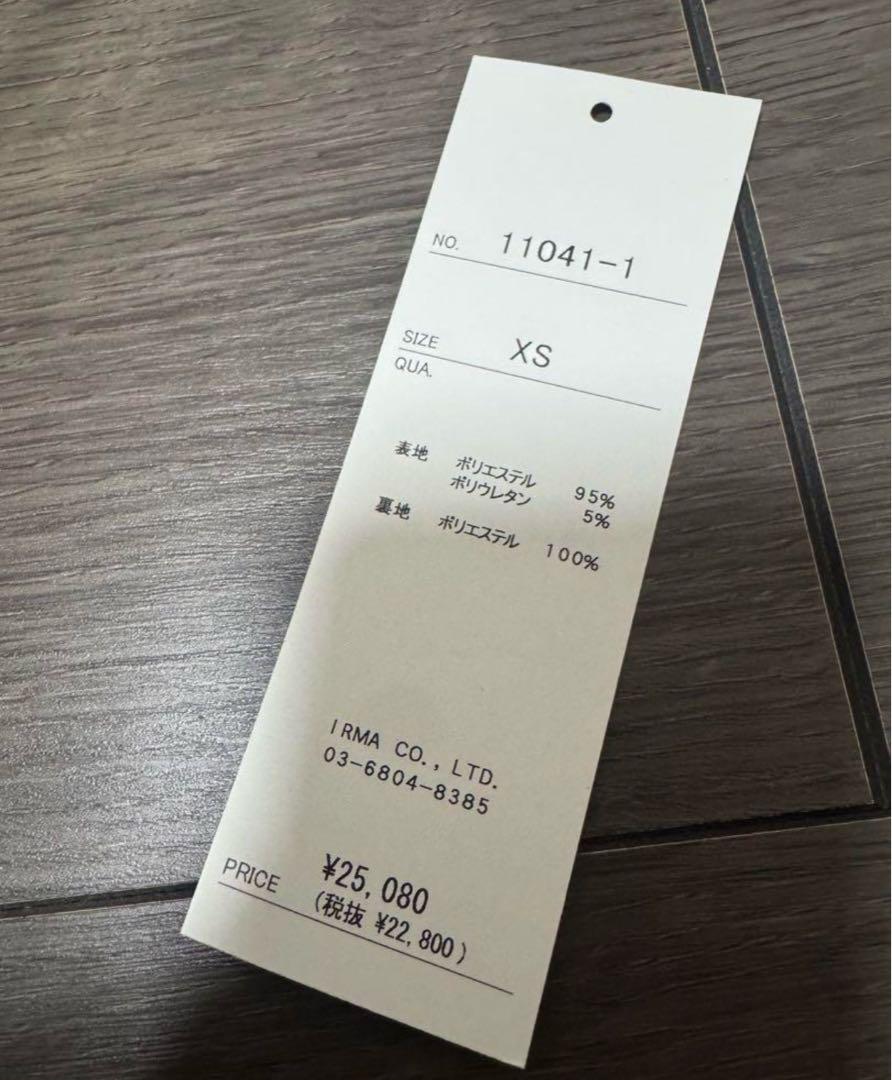 NO. 11041-1
SIZE XS
QUA.
表地 ポリエステル 95%
ポリウレタン 5%
裏地 ポリエステル 100%
IRMA CO., LTD.
03-6804-8385
PRICE ¥25,080
(税抜 ¥22,800)